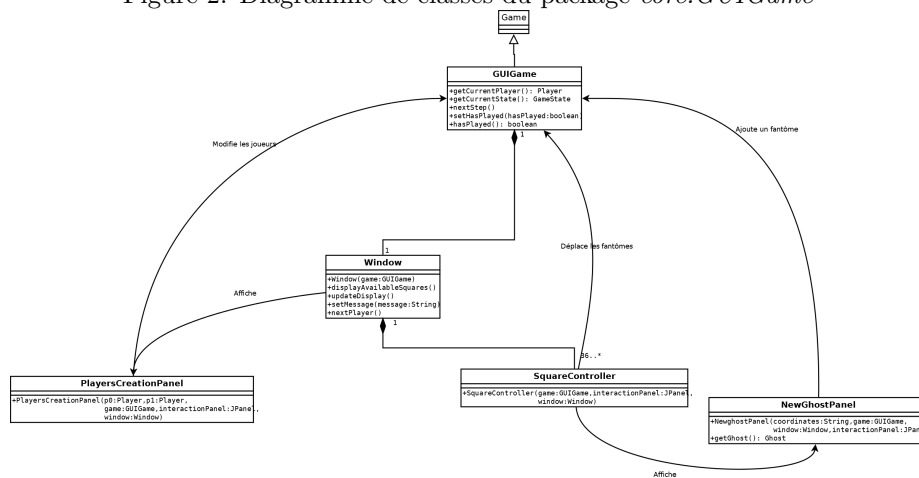 Figure 2: Diagramme de classes du package core.GUIGame
Game
GUIGame
+getCurrentPlayer(): Player
+getCurrentState(): GameState
+nextStep()
+setHasPlayed(hasPlayed:boolean)
+hasPlayed(): boolean
1
Modifie les joueurs
Ajoute un fantôme
Déplace les fantômes
1
Window
+Window(game:GUIGame)
+displayAvailableSquares()
+updateDisplay()
+setMessage(message:String)
+nextPlayer()
Affiche
1
36..*
PlayersCreationPanel
+PlayersCreationPanel(p0:Player,p1:Player,
game:GUIGame,interactionPanel:JPanel,
window:Window)
SquareController
+SquareController(game:GUIGame,interactionPanel:JPanel,
window:Window)
NewGhostPanel
+NewghostPanel(coordinates:String,game:GUIGame,
window:Window,interactionPanel:JPan
+getGhost(): Ghost
Affiche